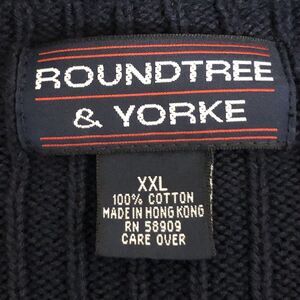 ROUNDTREE
& YORKE
XXL
100% COTTON
MADE IN HONG KONG
RN 58909
CARE OVER